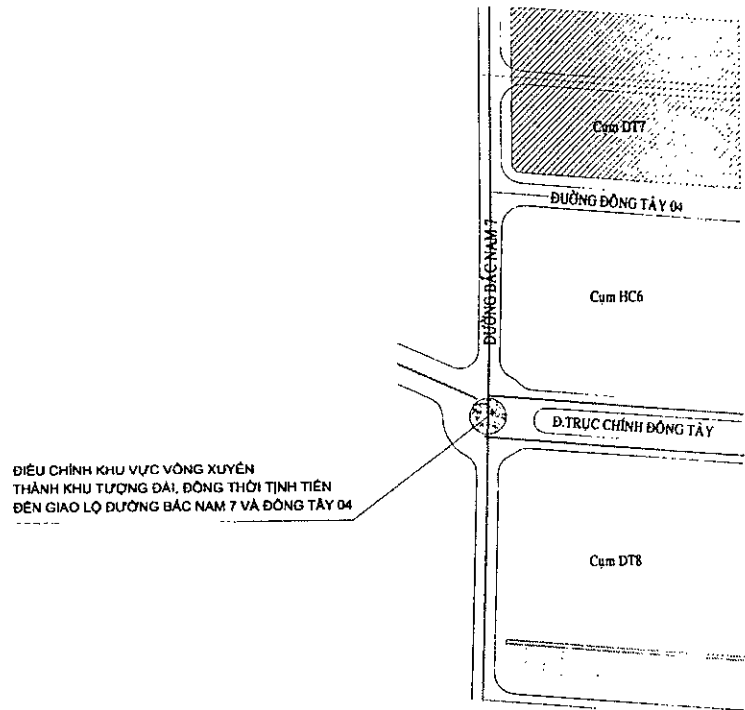 Cụm DT7
ĐƯỜNG ĐÔNG TÂY 04
ĐƯỜNG BẮC NAM 7
Cụm HC6
Đ.TRỤC CHÍNH ĐÔNG TÂY
ĐIỀU CHỈNH KHU VỰC VÒNG XUYẾN
THÀNH KHU TƯỢNG ĐÀI, ĐỒNG THỜI TỊNH TIẾN
ĐẾN GIAO LỘ ĐƯỜNG BẮC NAM 7 VÀ ĐÔNG TÂY 04
Cụm DT8